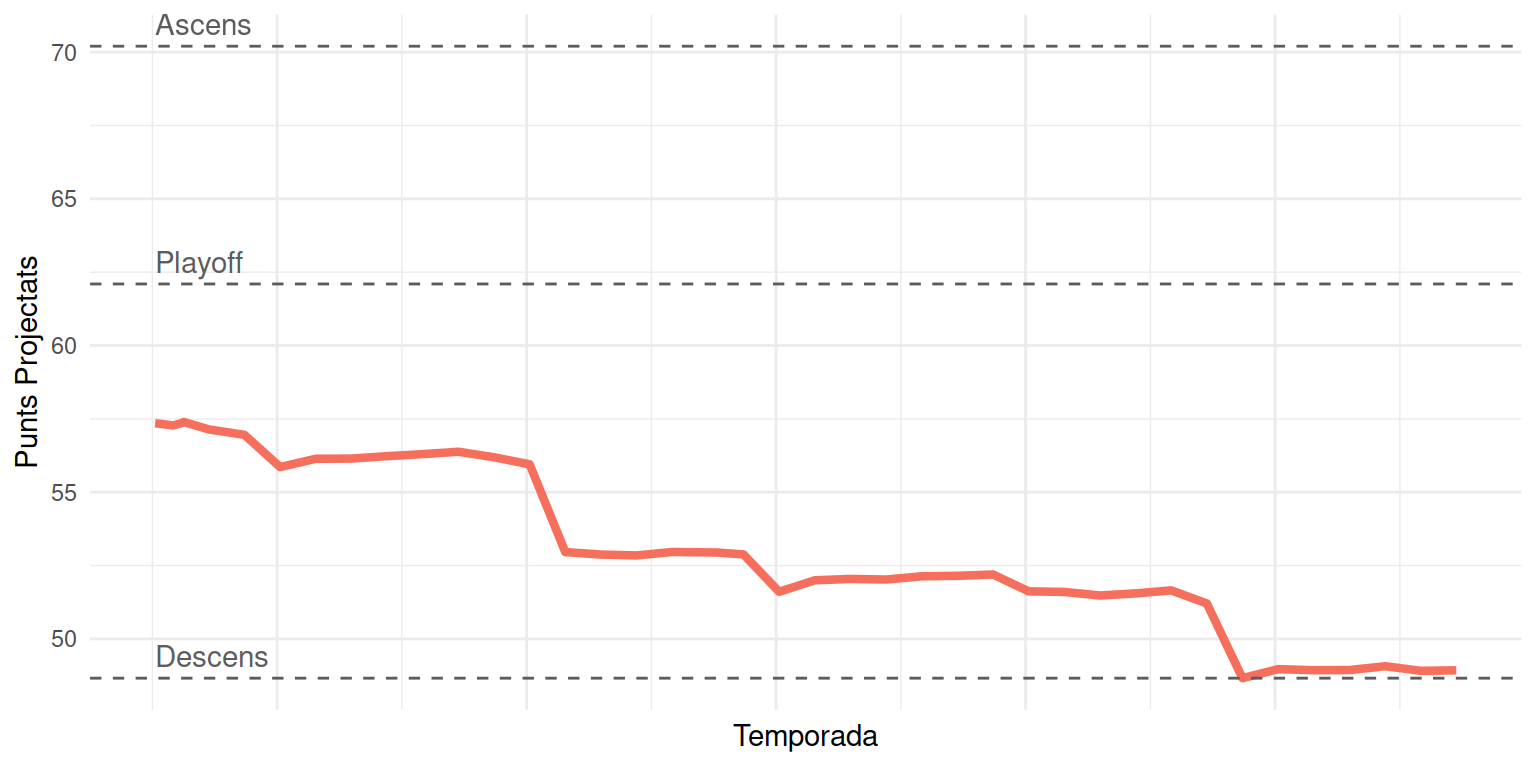 Ascens
70
65
Playoff
60
55
50
Descens
Punts Projectats
Temporada